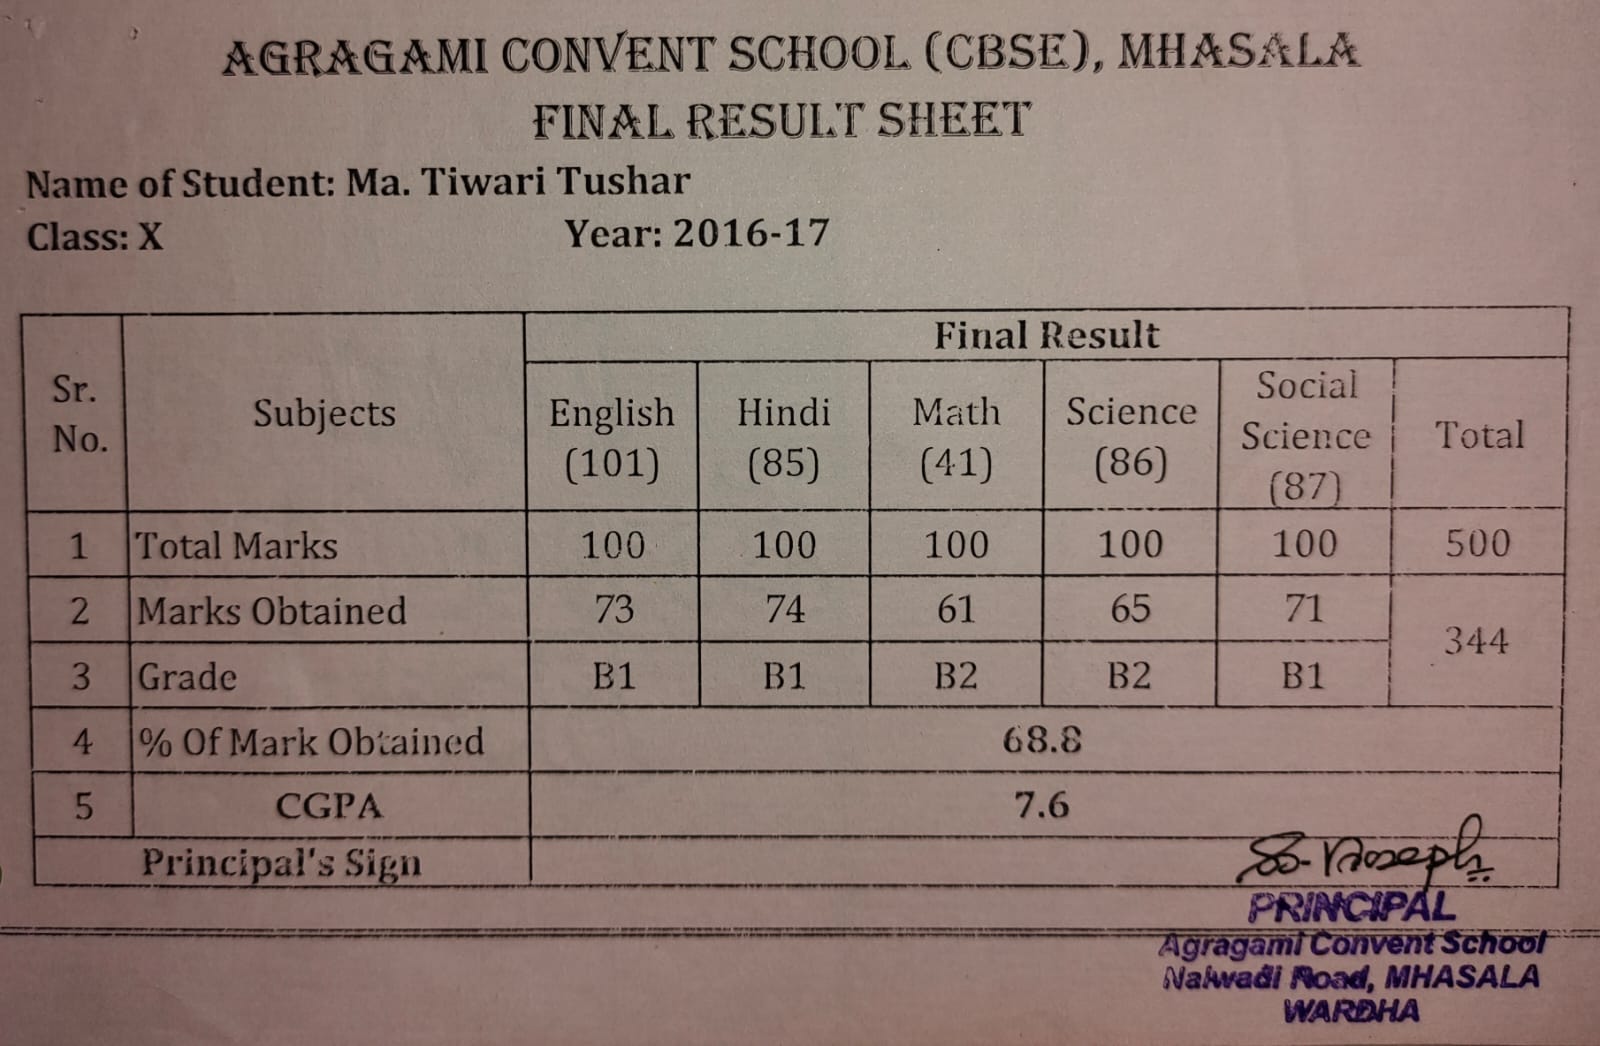 AGRAGAMI CONVENT SCHOOL (CBSE), MHASALA
FINAL RESULT SHEET
Name of Student: Ma. Tiwari Tushar
Class: X Year: 2016-17
Sr. No. Subjects Final Result
English (101) Hindi (85) Math (41) Science (86) Social Science (87) Total
1 Total Marks 100 100 100 100 100 500
2 Marks Obtained 73 74 61 65 71 344
3 Grade B1 B1 B2 B2 B1
4 % Of Mark Obtained 68.8
5 CGPA 7.6
Principal's Sign
PRINCIPAL
Agragami Convent School
Nalwadi Road, MHASALA
WARDHA